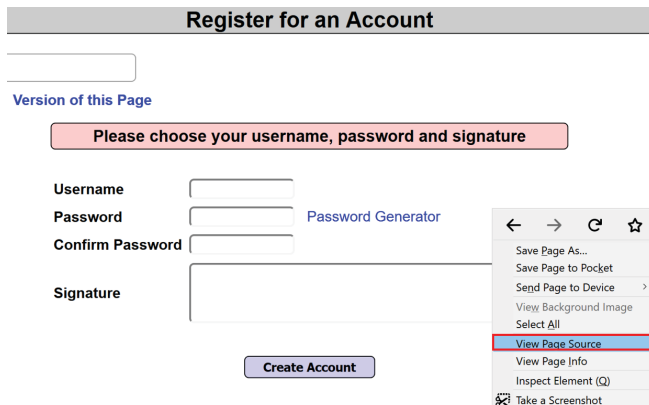 Register for an Account
Version of this Page
Please choose your username, password and signature
Username
Password
Password Generator
Confirm Password
Signature
Create Account
Save Page As...
Save Page to Pocket
Send Page to Device
View Background Image
Select All
View Page Source
View Page Info
Inspect Element (Q)
Take a Screenshot